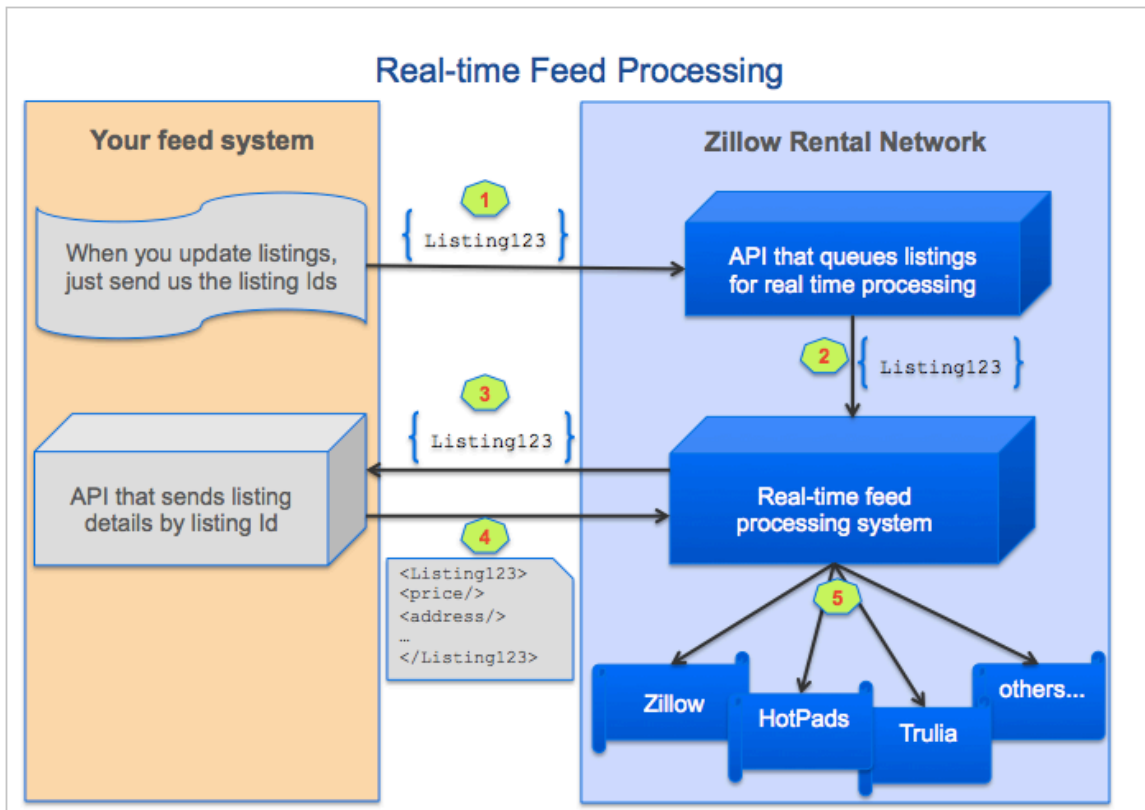 Real-time Feed Processing
Your feed system
Zillow Rental Network
1
{ Listing123 }
When you update listings,
just send us the listing Ids
API that queues listings
for real time processing
2
{ Listing123 }
3
{ Listing123 }
API that sends listing
details by listing Id
Real-time feed
processing system
4
<Listing123>
<price/>
<address/>
…
</Listing123>
5
Zillow
HotPads
Trulia
others...